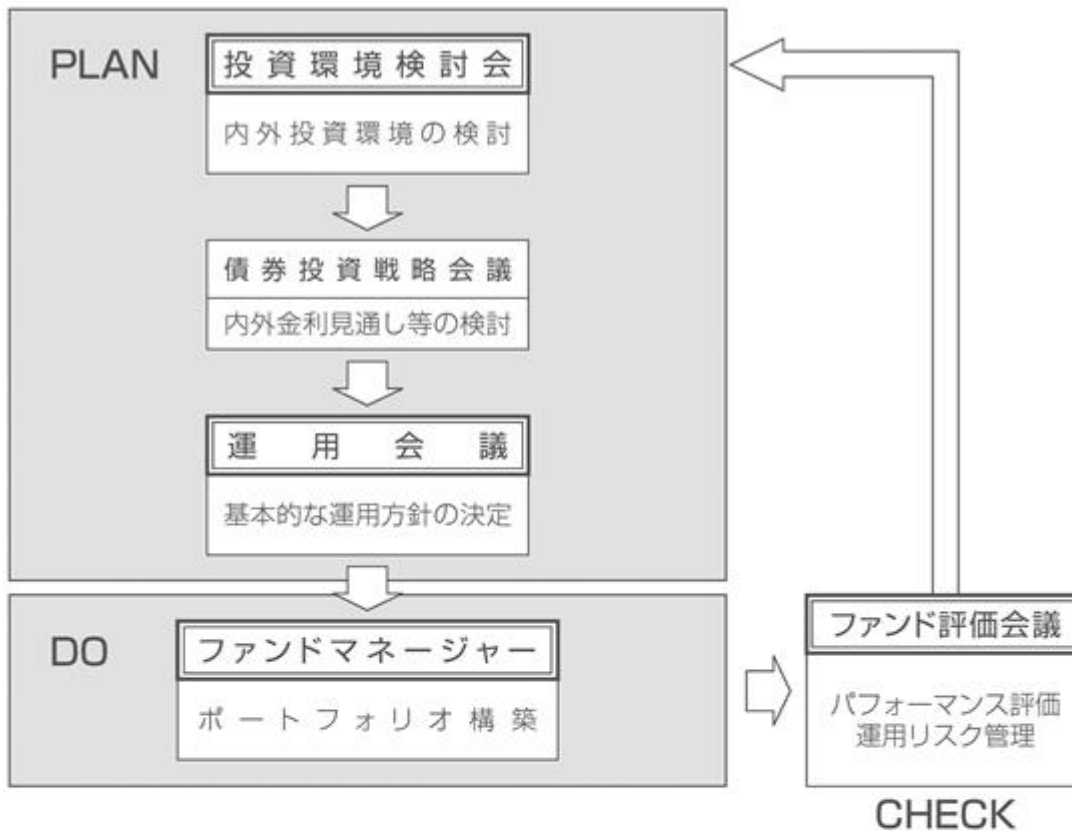 PLAN
投資環境検討会
内外投資環境の検討
債券投資戦略会議
内外金利見通し等の検討
運用会議
基本的な運用方針の決定
DO
ファンドマネージャー
ポートフォリオ構築
ファンド評価会議
パフォーマンス評価
運用リスク管理
CHECK